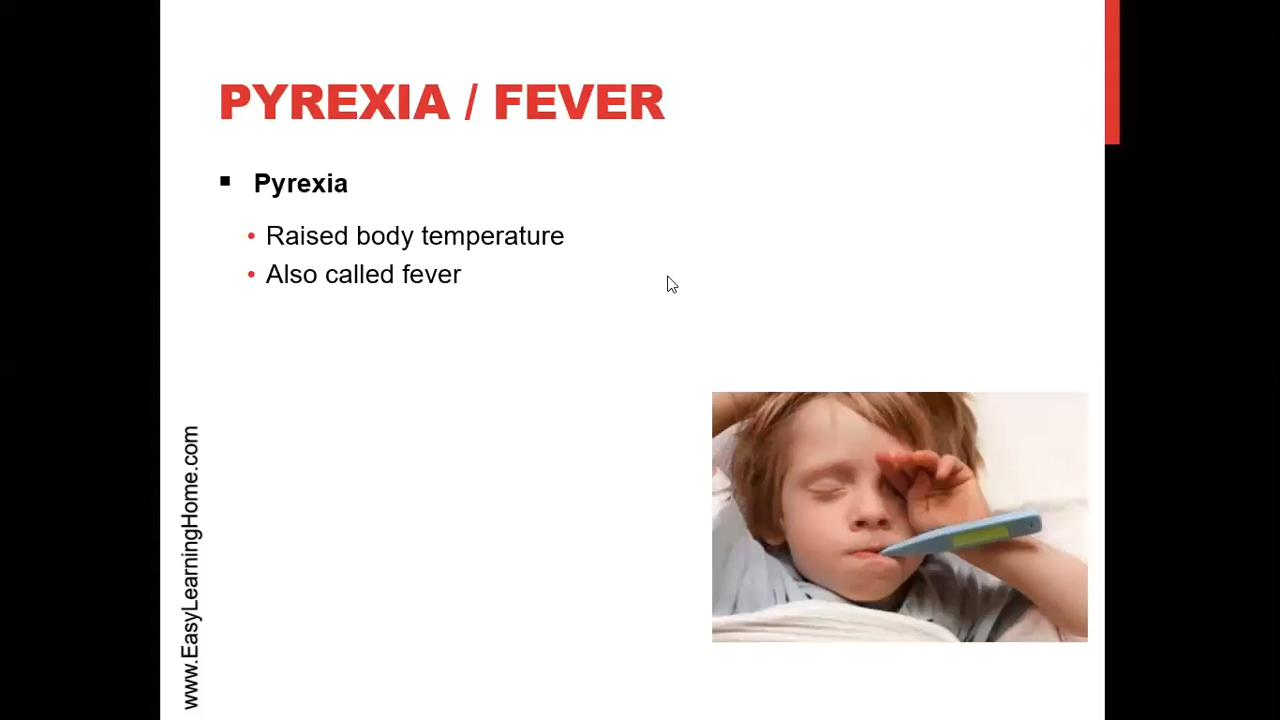 PYREXIA / FEVER
Pyrexia
Raised body temperature
Also called fever
www.EasyLearningHome.com